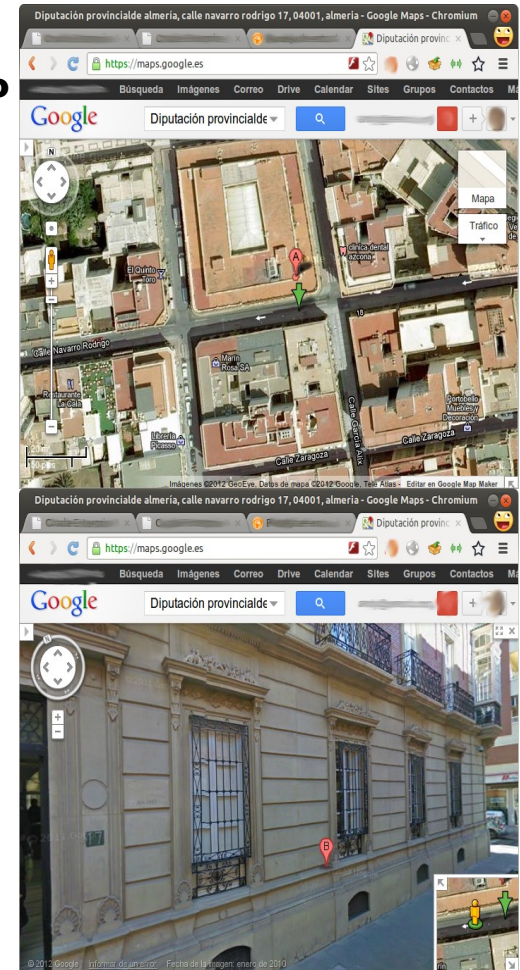 Diputación provincialde almería, calle navarro rodrigo 17, 04001, almeria - Google Maps - Chromium
Diputación provinc
https://maps.google.es
Búsqueda Imágenes Correo Drive Calendar Sites Grupos Contactos
Google
Diputación provincialde
N
Mapa
Tráfico
clinica dental azcona
A
El Quinto Toro
18
Calle Navarro Rodrigo
Marin Rosa SA
Restaurante La Cala
Calle García Alix
Portobello Muebles y Decoración
Librería Picasso
Calle Zaragoza
Calle Zaragoza
Imágenes ©2012 GeoEye, Datos de mapa ©2012 Google, Tele Atlas - Editar en Google Map Maker
Diputación provincialde almería, calle navarro rodrigo 17, 04001, almeria - Google Maps - Chromium
Diputación provinc
https://maps.google.es
Búsqueda Imágenes Correo Drive Calendar Sites Grupos Contactos
Google
Diputación provincialde
17
B
© 2012 Google Informar de un error Fecha de la imagen: enero de 2010